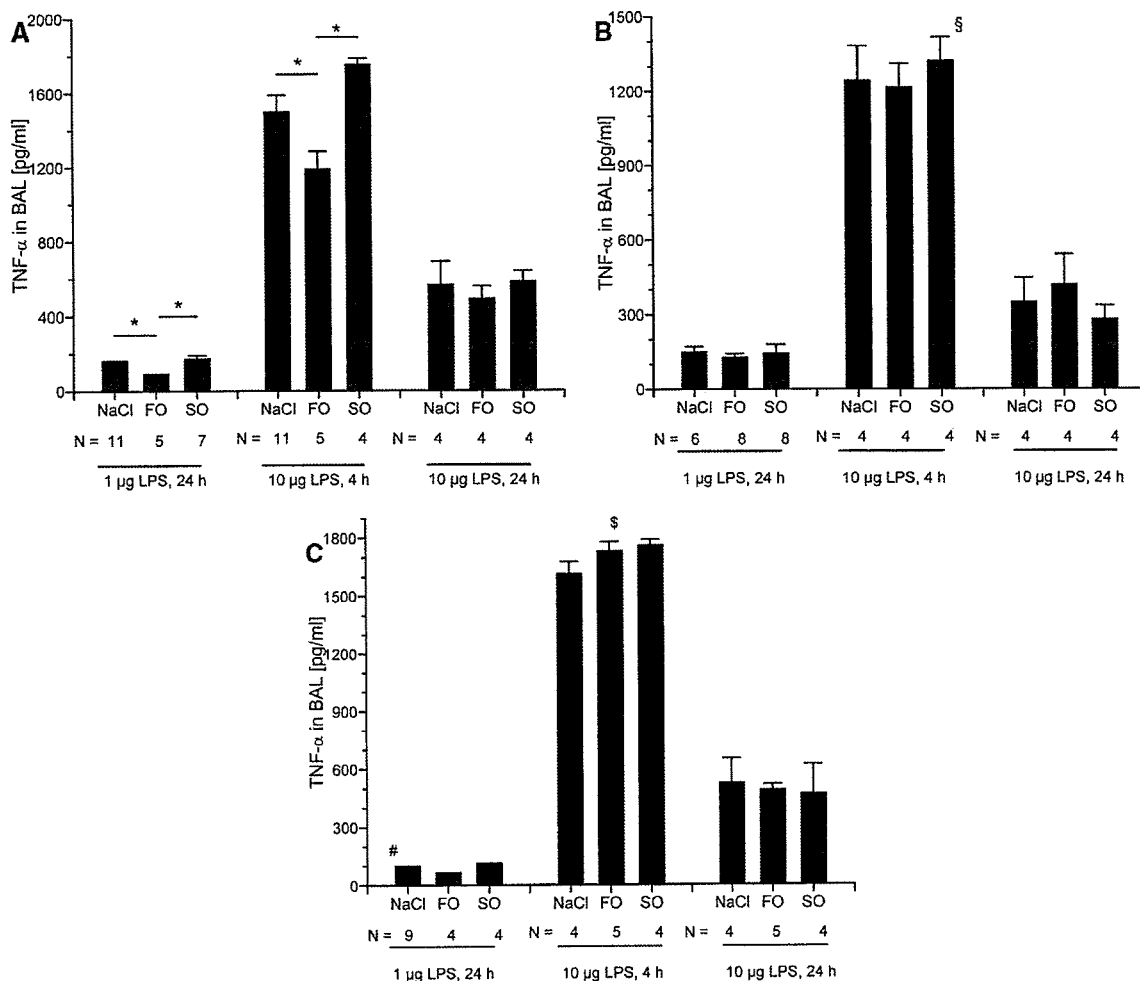 A
TNF-α in BAL [pg/ml]
2000
1600
1200
800
400
0
* * * *
NaCl FO SO NaCl FO SO NaCl FO SO
N = 11 5 7 N = 11 5 4 N = 4 4 4
1 µg LPS, 24 h 10 µg LPS, 4 h 10 µg LPS, 24 h
B
TNF-α in BAL [pg/ml]
1500
1200
900
600
300
0
§
NaCl FO SO NaCl FO SO NaCl FO SO
N = 6 8 8 N = 4 4 4 N = 4 4 4
1 µg LPS, 24 h 10 µg LPS, 4 h 10 µg LPS, 24 h
C
TNF-α in BAL [pg/ml]
1800
1500
1200
900
600
300
0
# $
NaCl FO SO NaCl FO SO NaCl FO SO
N = 9 4 4 N = 4 5 4 N = 4 5 4
1 µg LPS, 24 h 10 µg LPS, 4 h 10 µg LPS, 24 h